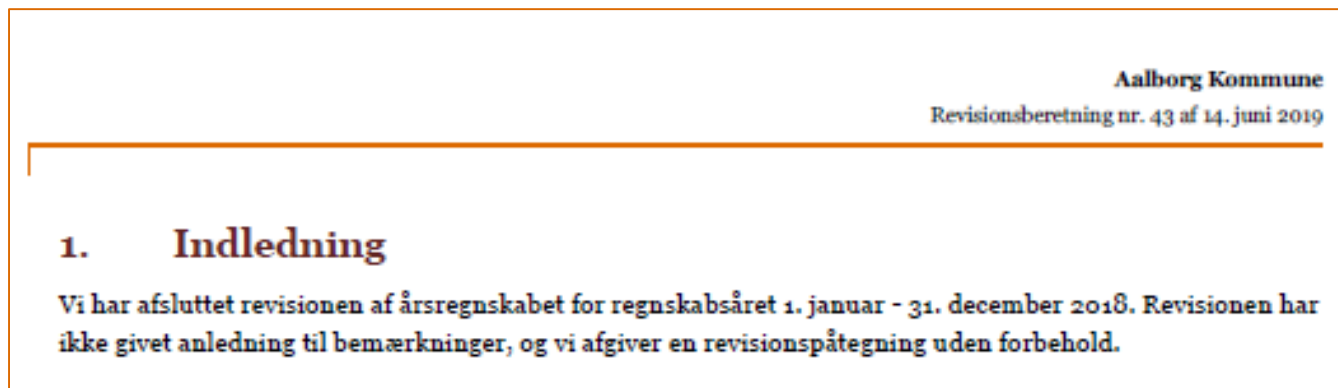 Aalborg Kommune
Revisionsberetning nr. 43 af 14. juni 2019
1. Indledning
Vi har afsluttet revisionen af årsregnskabet for regnskabsåret 1. januar - 31. december 2018. Revisionen har
ikke givet anledning til bemærkninger, og vi afgiver en revisionspåtegning uden forbehold.